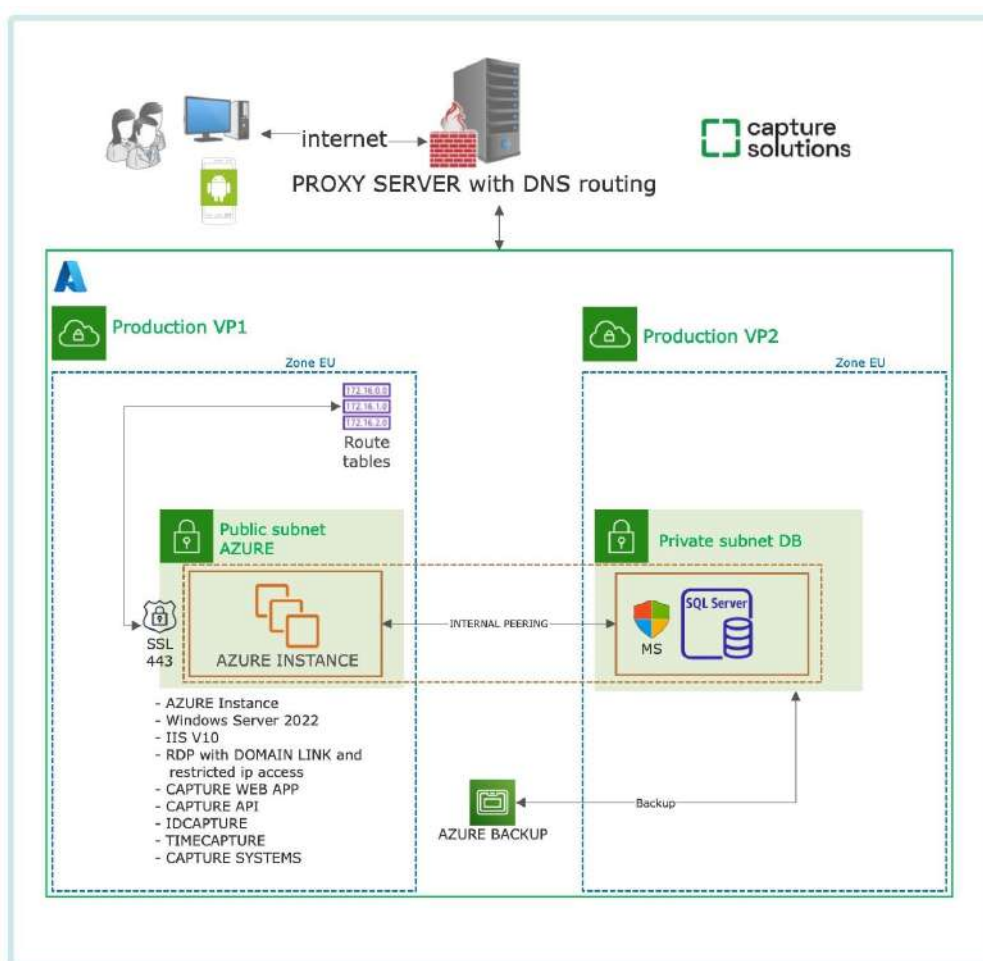 internet
capture
solutions
PROXY SERVER with DNS routing
Production VP1
Production VP2
Zone EU
Zone EU
172.16.0.0
172.16.1.0
172.16.2.0
Route
tables
Public subnet
AZURE
Private subnet DB
SSL
443
AZURE INSTANCE
INTERNAL PEERING
MS
SQL Server
- AZURE Instance
- Windows Server 2022
- IIS V10
- RDP with DOMAIN LINK and
restricted ip access
- CAPTURE WEB APP
- CAPTURE API
- IDCAPTURE
- TIMECAPTURE
- CAPTURE SYSTEMS
Backup
AZURE BACKUP